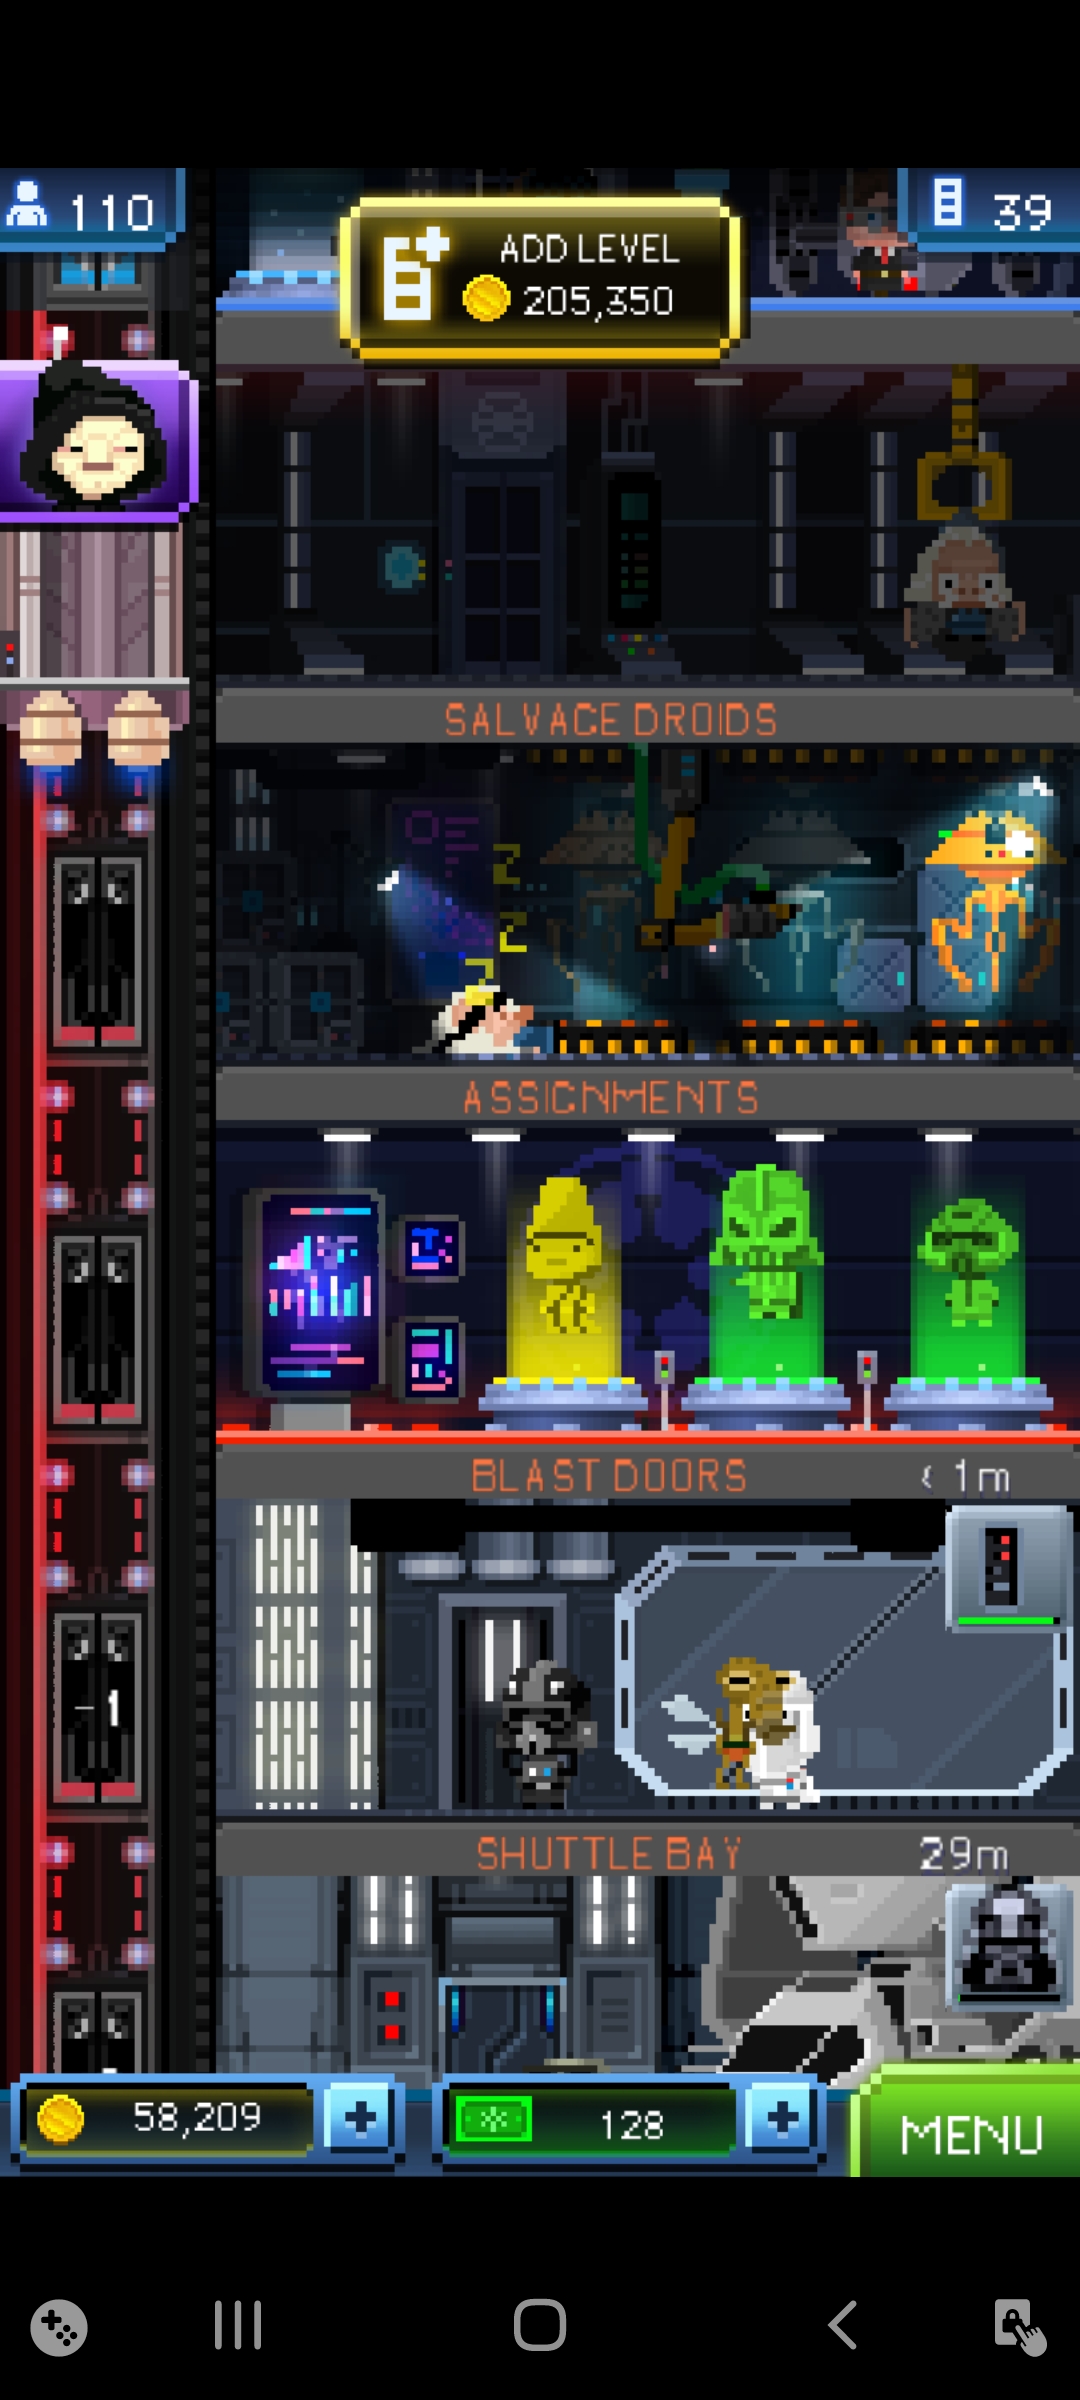 110
39
ADD LEVEL
205,350
SALVAGE DROIDS
Z
Z
Z
ASSIGNMENTS
BLAST DOORS
< 1m
-1
SHUTTLE BAY
29m
58,209
128
MENU